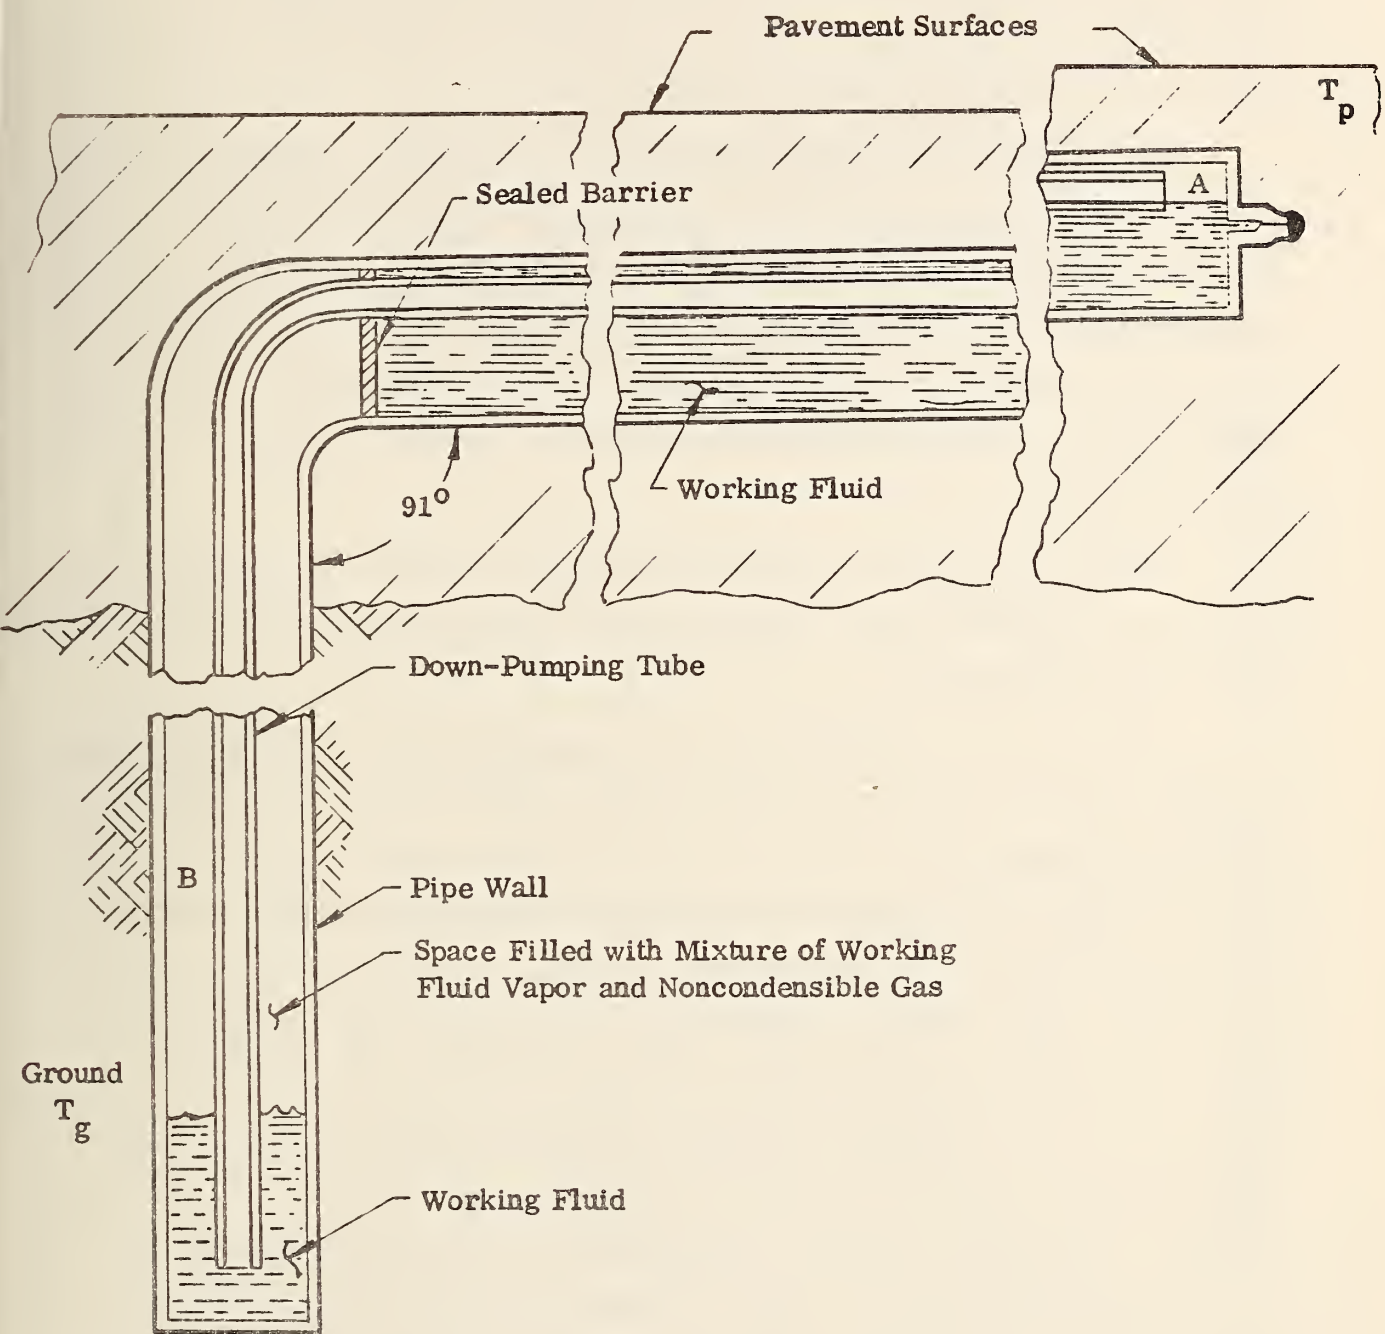 Pavement Surfaces
T
p
A
Sealed Barrier
91°
Working Fluid
Down-Pumping Tube
B
Pipe Wall
Space Filled with Mixture of Working
Fluid Vapor and Noncondensible Gas
Ground
T
g
Working Fluid